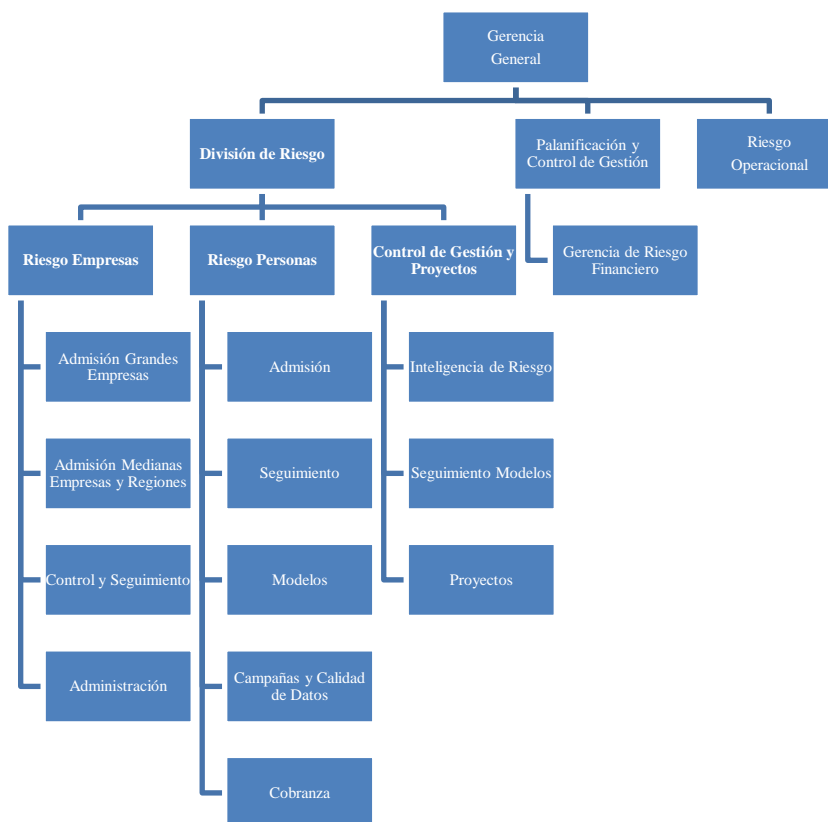 Gerencia
General
División de Riesgo
Palanificación y
Control de Gestión
Riesgo
Operacional
Riesgo Empresas
Riesgo Personas
Control de Gestión y
Proyectos
Gerencia de Riesgo
Financiero
Admisión Grandes
Empresas
Admisión Medianas
Empresas y Regiones
Control y Seguimiento
Administración
Admisión
Seguimiento
Modelos
Campañas y Calidad
de Datos
Cobranza
Inteligencia de Riesgo
Seguimiento Modelos
Proyectos